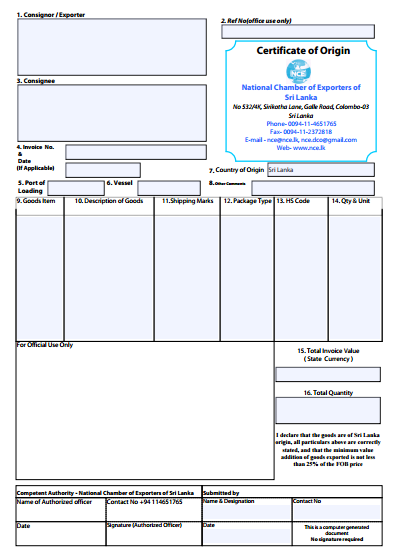 1. Consignor / Exporter
2. Ref No(office use only)
Certificate of Origin
NCE
National Chamber of Exporters of
Sri Lanka
No 532/4K, Sirikotha Lane, Galle Road, Colombo-03
Sri Lanka
Phone- 0094-11-4651765
Fax- 0094-11-2372818
E-mail - nce@nce.lk, nce.dco@gmail.com
Web- www.nce.lk
3. Consignee
4. Invoice No.
&
Date
(If Applicable)
7. Country of Origin
Sri Lanka
5. Port of
Loading
6. Vessel
8. Other Comments
9. Goods Item
10. Description of Goods
11.Shipping Marks
12. Package Type
13. HS Code
14. Qty & Unit
For Official Use Only
15. Total Invoice Value
( State Currency )
16. Total Quantity
I declare that the goods are of Sri Lanka
origin, all particulars above are correctly
stated, and that the minimum value
addition of goods exported is not less
than 25% of the FOB price
Competent Authority - National Chamber of Exporters of Sri Lanka
Submitted by
Name of Authorized officer
Contact No +94 114651765
Name & Designation
Contact No
Date
Signature (Authorized Officer)
Date
This is a computer generated
document
No signature required